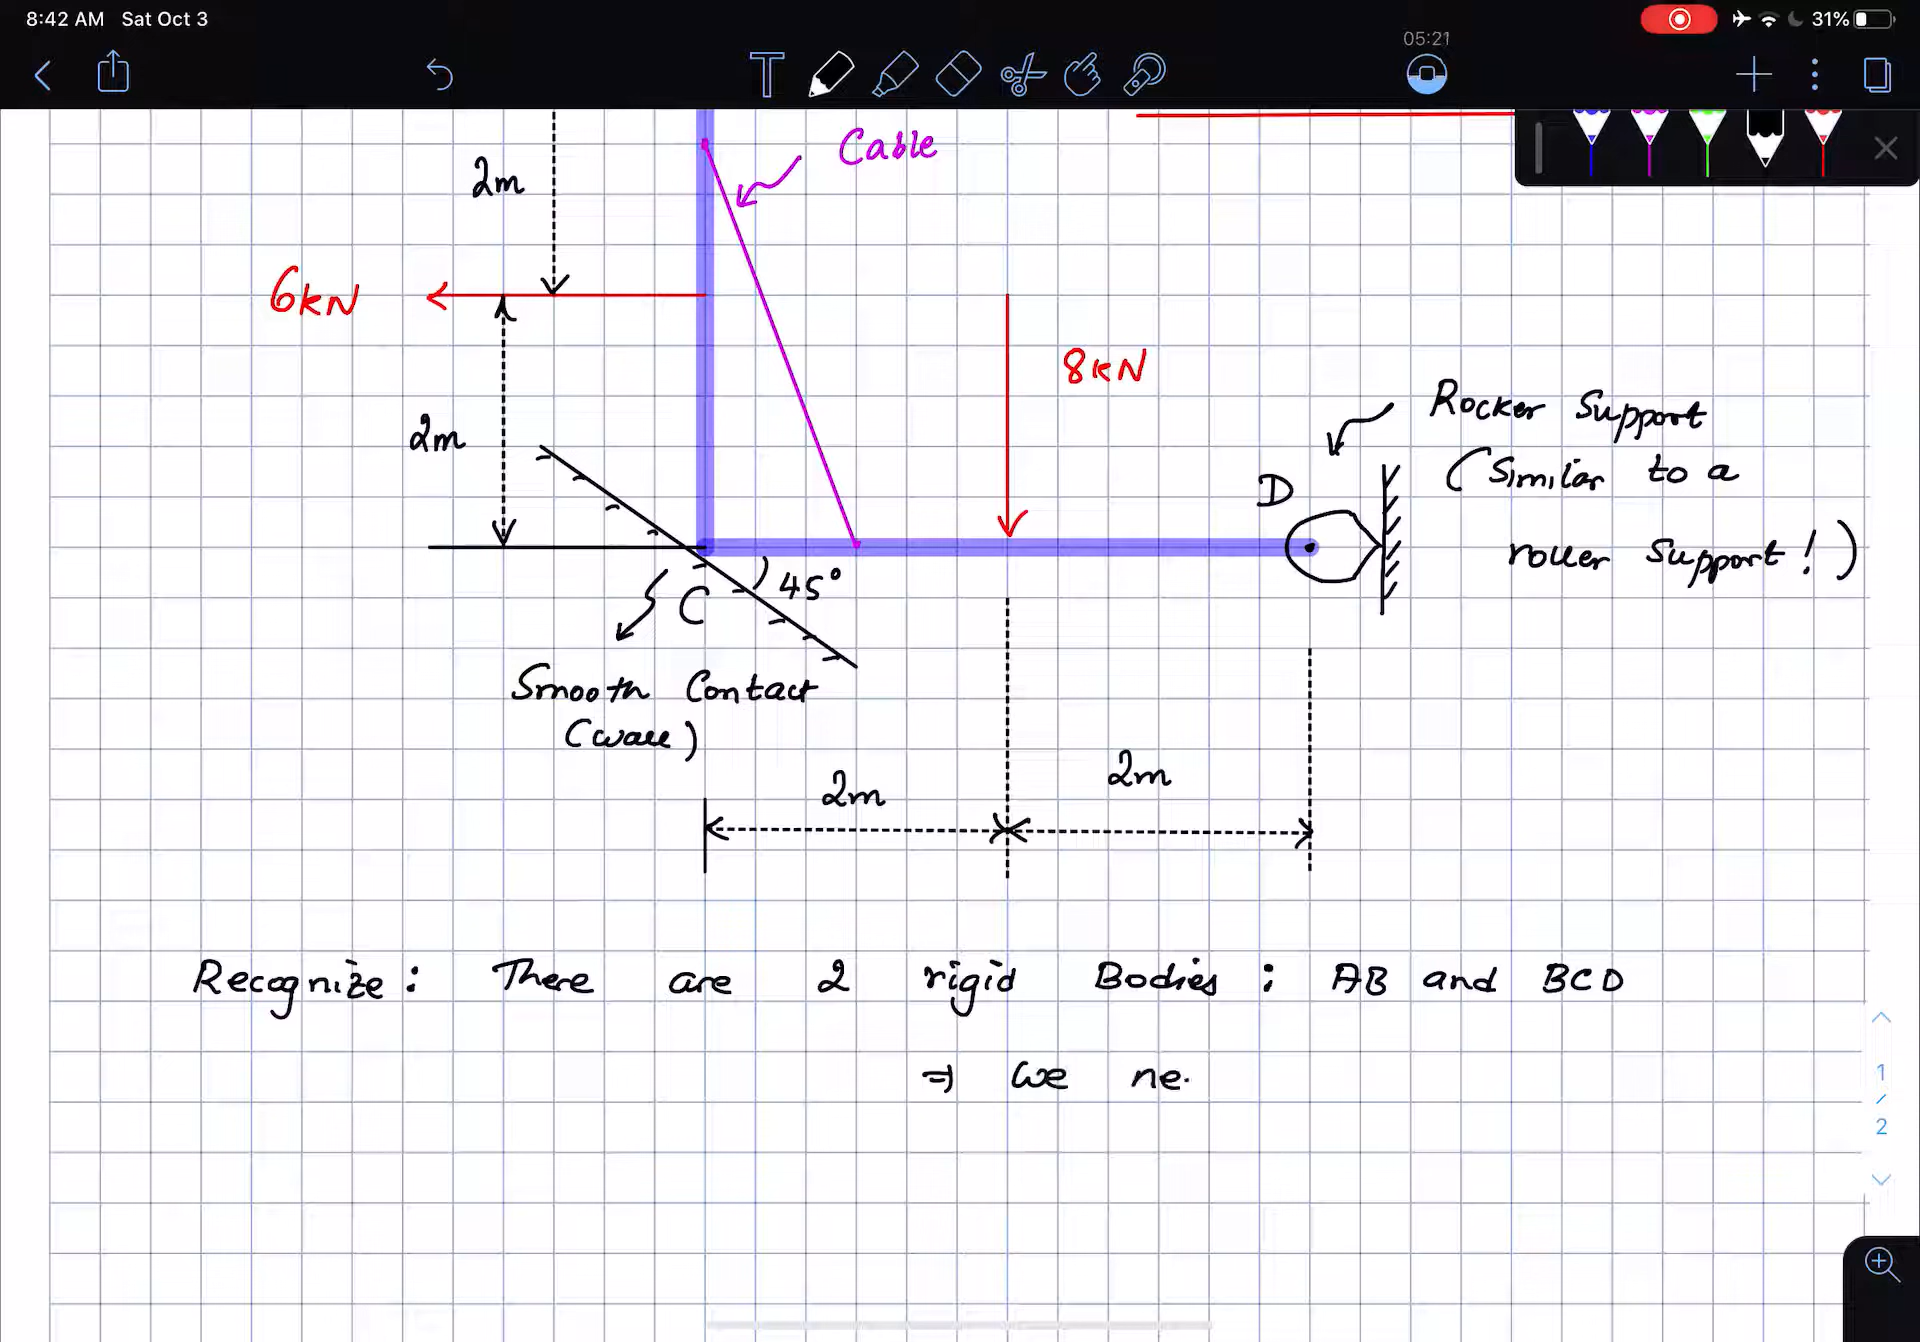 8:42 AM Sat Oct 3
31%
05:21
Cable
2m
6kN
8kN
2m
Rocker Support
(Similar to a
roller support!)
D
45°
C
Smooth Contact
(wall)
2m
2m
Recognize: There are 2 rigid Bodies: AB and BCD
⇒ we ne.
1
/
2